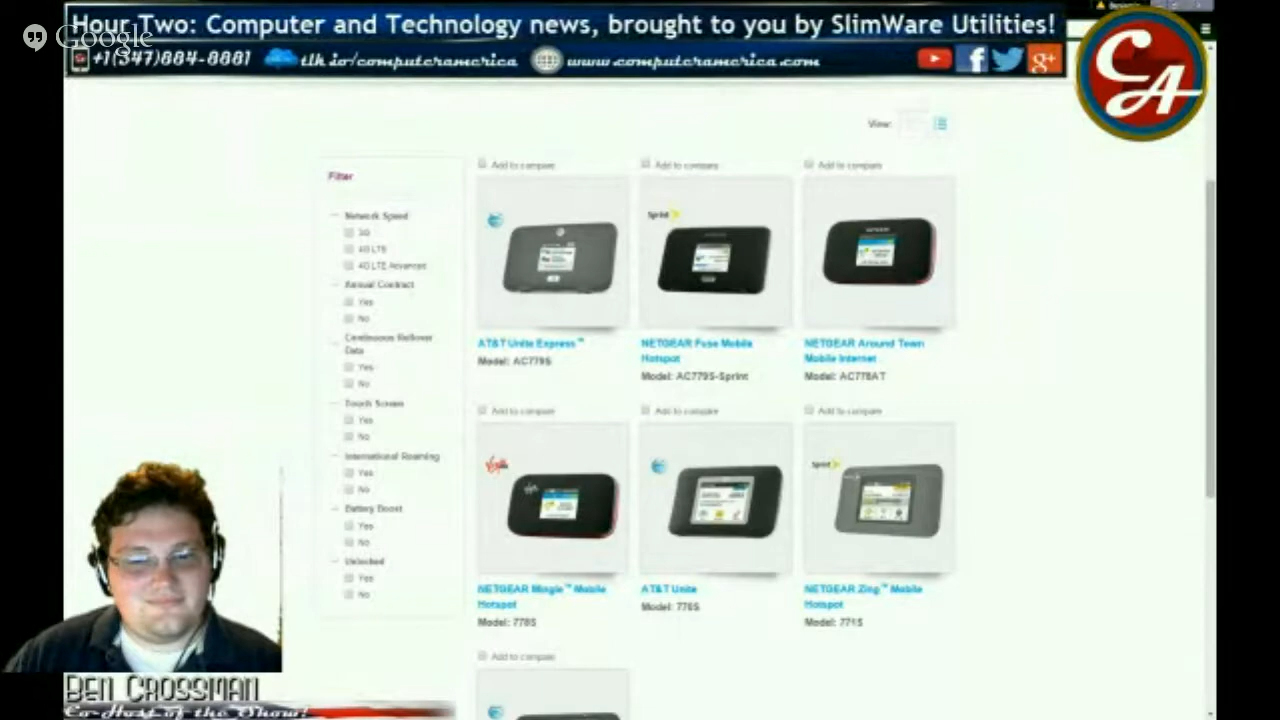 Hour Two: Computer and Technology news, brought to you by SlimWare Utilities!
Google
+1(347)884-8881 tlk.io/computeramerica www.computeramerica.com
CA
View:
Filter
Network Speed
3G
4G LTE
4G LTE Advanced
Annual Contract
Yes
No
Continuous Rollover
Data
Yes
No
Touch Screen
Yes
No
International Roaming
Yes
No
Battery Boost
Yes
No
Unlocked
Yes
No
Add to compare Add to compare Add to compare
Sprint
AT&T Unite Express™ NETGEAR Fuse Mobile NETGEAR Around Town
Hotspot Mobile Internet
Model: AC779S
Model: AC779S-Sprint Model: AC778AT
Add to compare Add to compare Add to compare
Virgin Sprint
NETGEAR Mingle™ Mobile AT&T Unite NETGEAR Zing™ Mobile
Hotspot Hotspot
Model: 770S
Model: 771S
Add to compare
Ben Crossman
Co-Host of the Show!